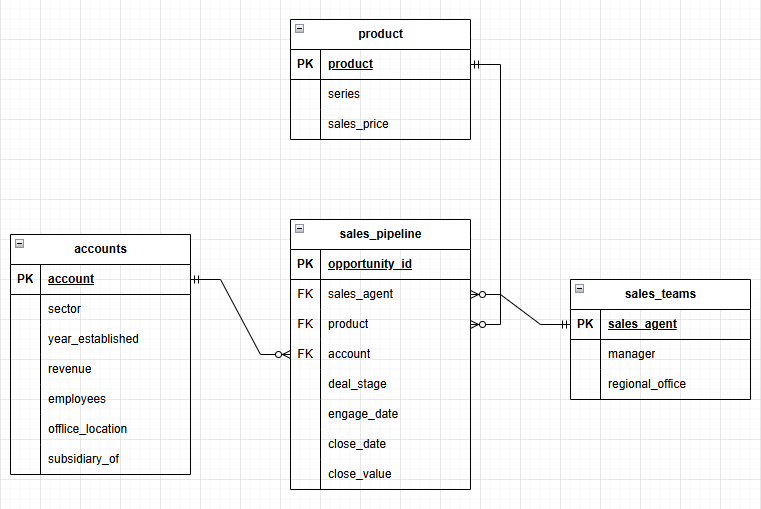 product
PK product
series
sales_price
accounts
PK account
sector
year_established
revenue
employees
offlice_location
subsidiary_of
sales_pipeline
PK opportunity_id
FK sales_agent
FK product
FK account
deal_stage
engage_date
close_date
close_value
sales_teams
PK sales_agent
manager
regional_office